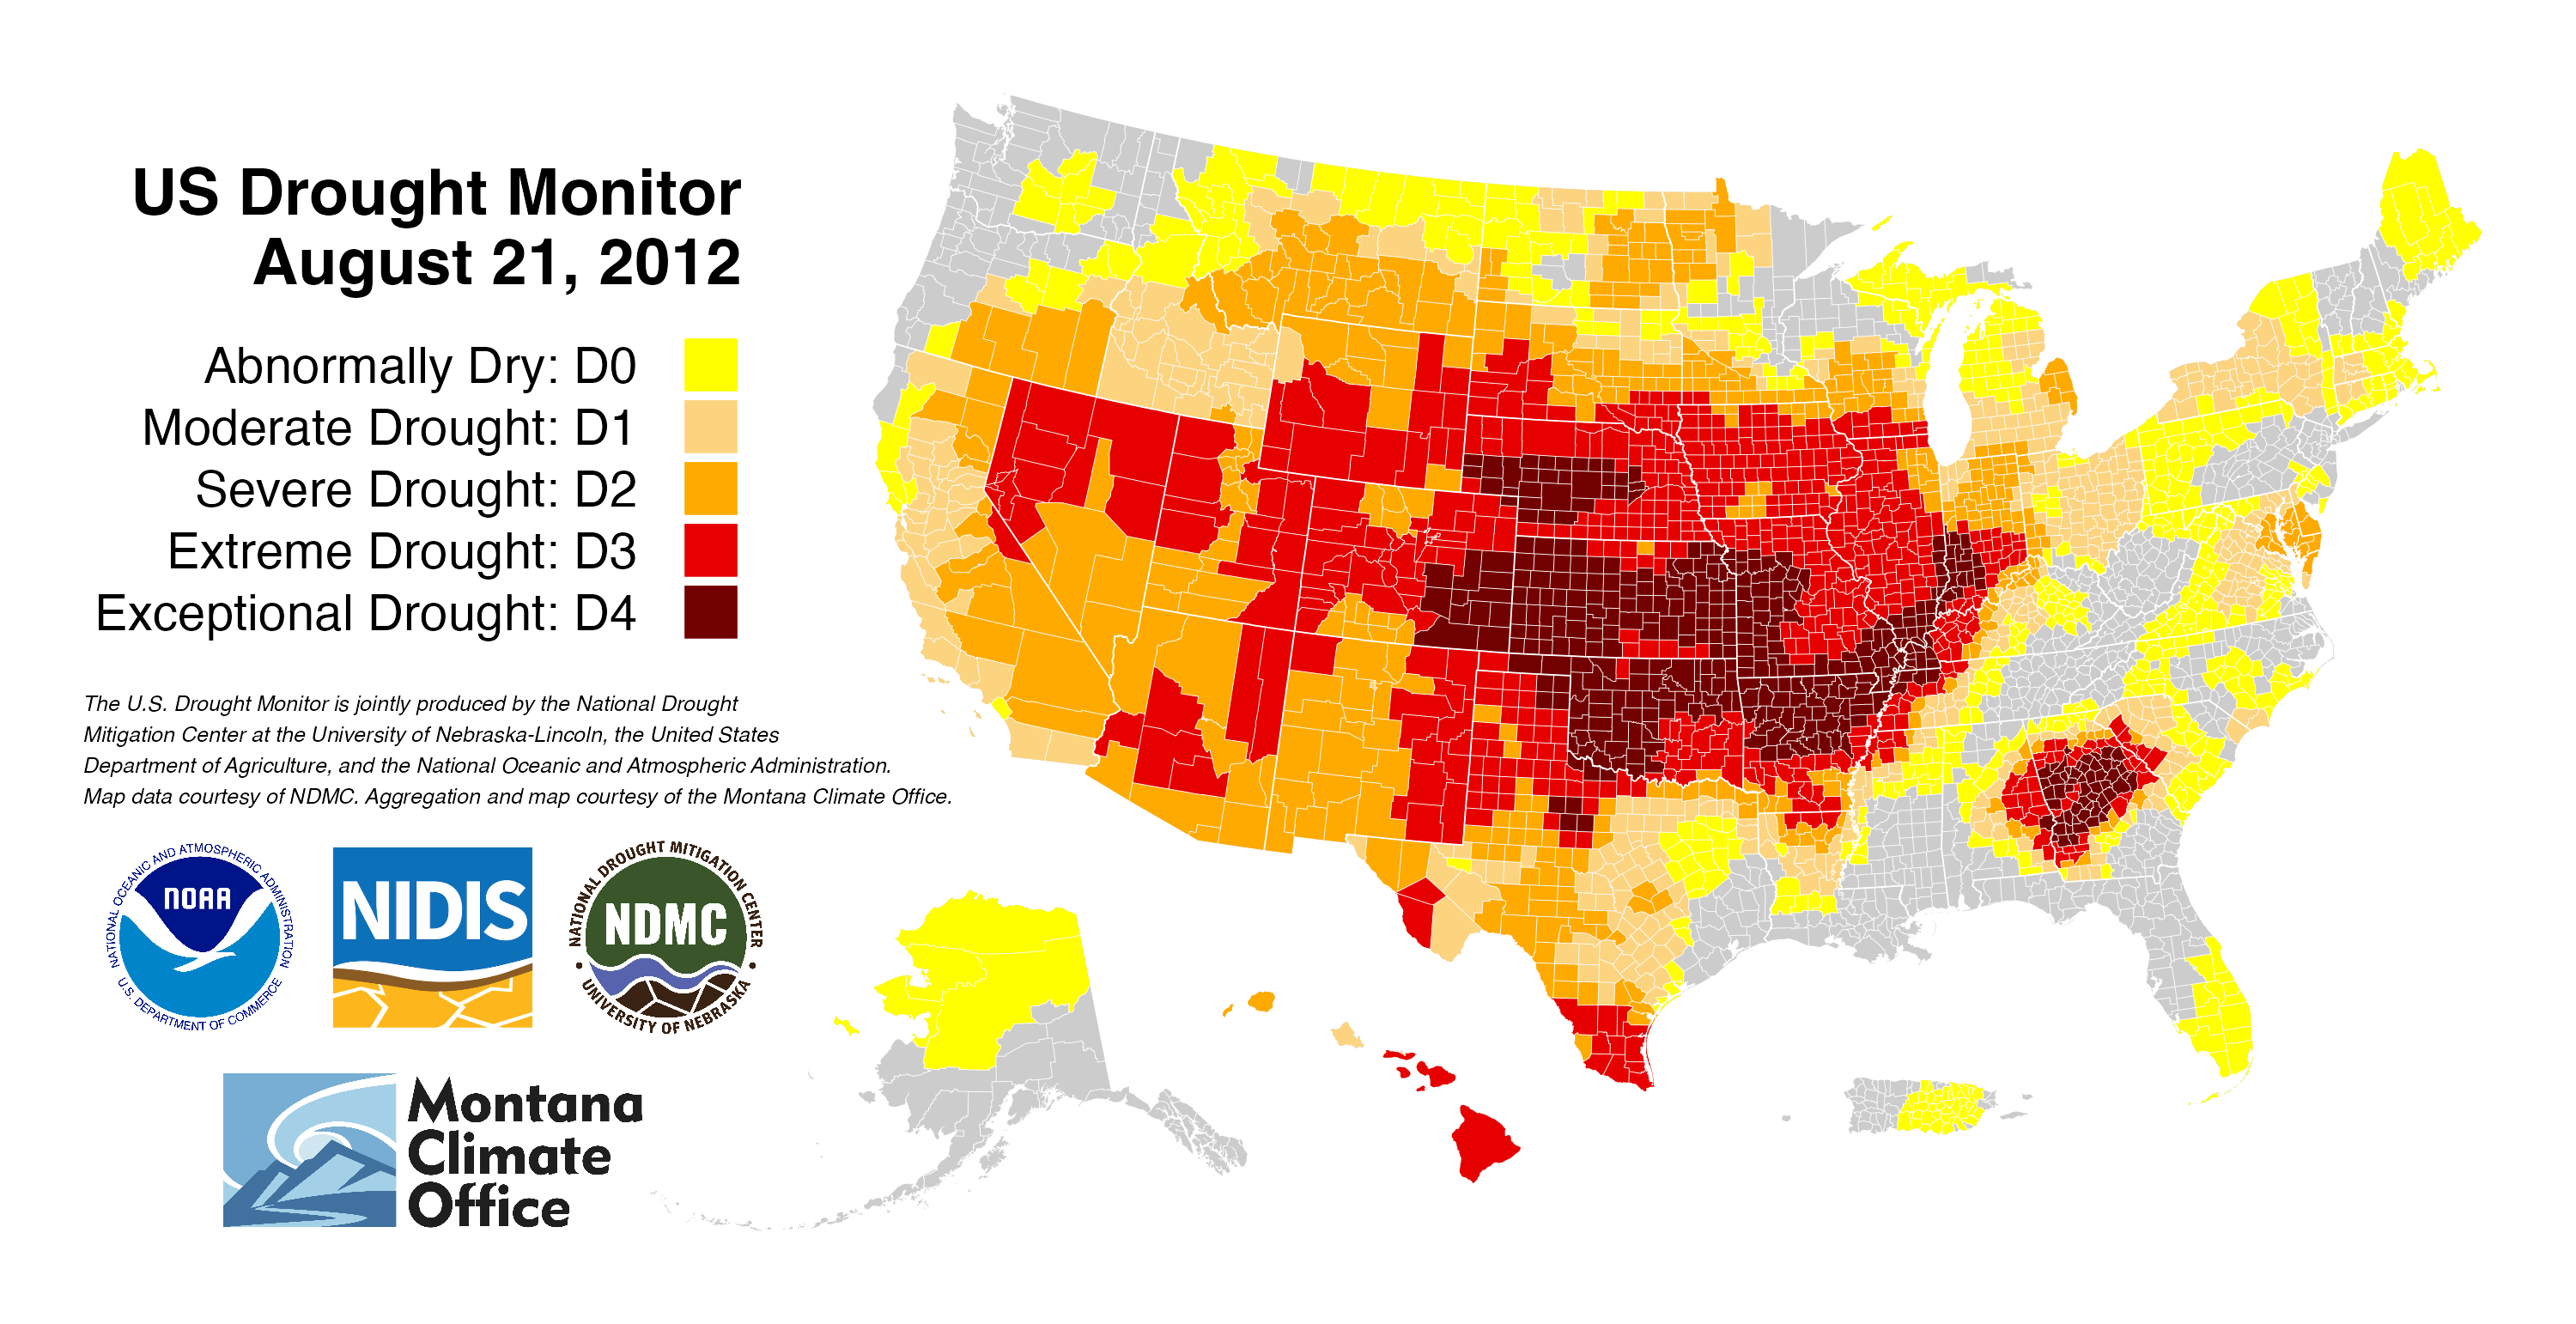 US Drought Monitor
August 21, 2012
Abnormally Dry: D0
Moderate Drought: D1
Severe Drought: D2
Extreme Drought: D3
Exceptional Drought: D4
The U.S. Drought Monitor is jointly produced by the National Drought
Mitigation Center at the University of Nebraska-Lincoln, the United States
Department of Agriculture, and the National Oceanic and Atmospheric Administration.
Map data courtesy of NDMC. Aggregation and map courtesy of the Montana Climate Office.
NATIONAL OCEANIC AND ATMOSPHERIC ADMINISTRATION
NOAA
U.S. DEPARTMENT OF COMMERCE
NIDIS
NATIONAL DROUGHT MITIGATION CENTER
NDMC
UNIVERSITY OF NEBRASKA
Montana
Climate
Office